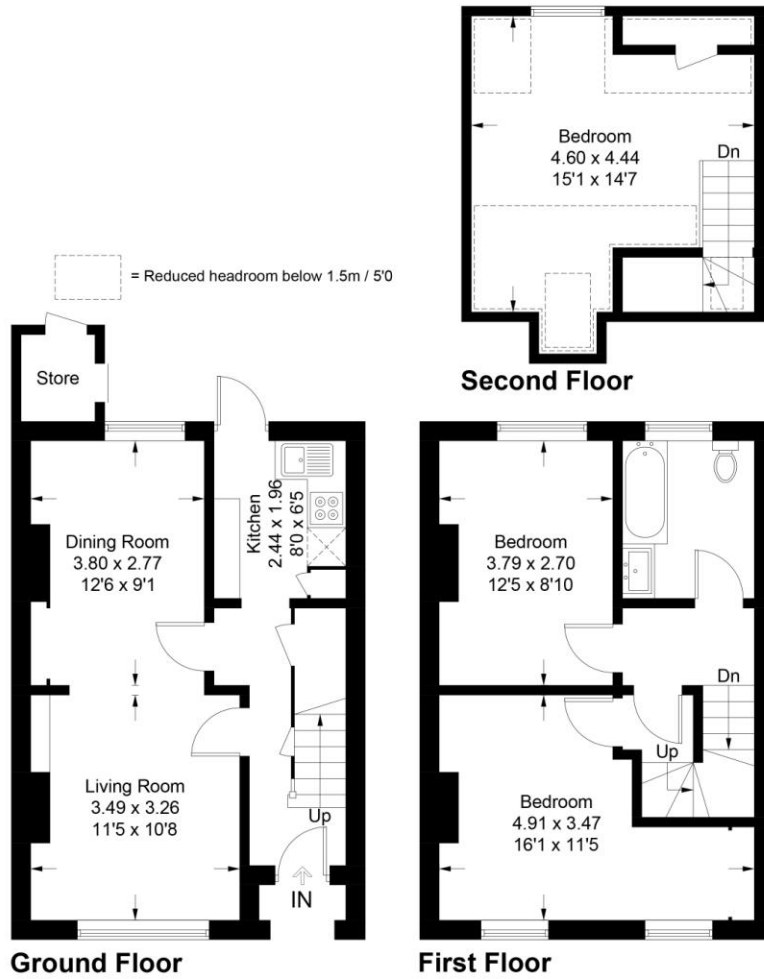 Bedroom
4.60 x 4.44
15'1 x 14'7
Dn
Second Floor
= Reduced headroom below 1.5m / 5'0
Store
Dining Room
3.80 x 2.77
12'6 x 9'1
Kitchen
2.44 x 1.96
8'0 x 6'5
Living Room
3.49 x 3.26
11'5 x 10'8
Up
IN
Ground Floor
Bedroom
3.79 x 2.70
12'5 x 8'10
Dn
Up
Bedroom
4.91 x 3.47
16'1 x 11'5
First Floor